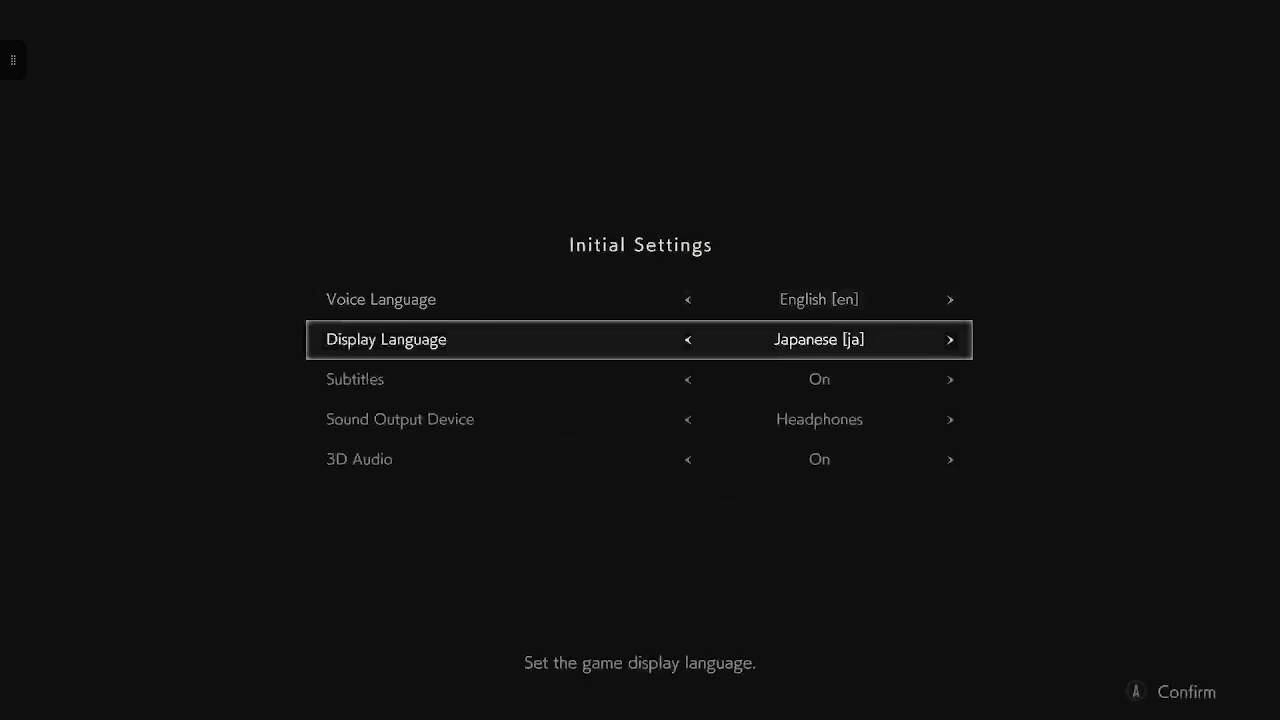 Initial Settings
Voice Language < English [en] >
Display Language < Japanese [ja] >
Subtitles < On >
Sound Output Device < Headphones >
3D Audio < On >
Set the game display language.
A Confirm